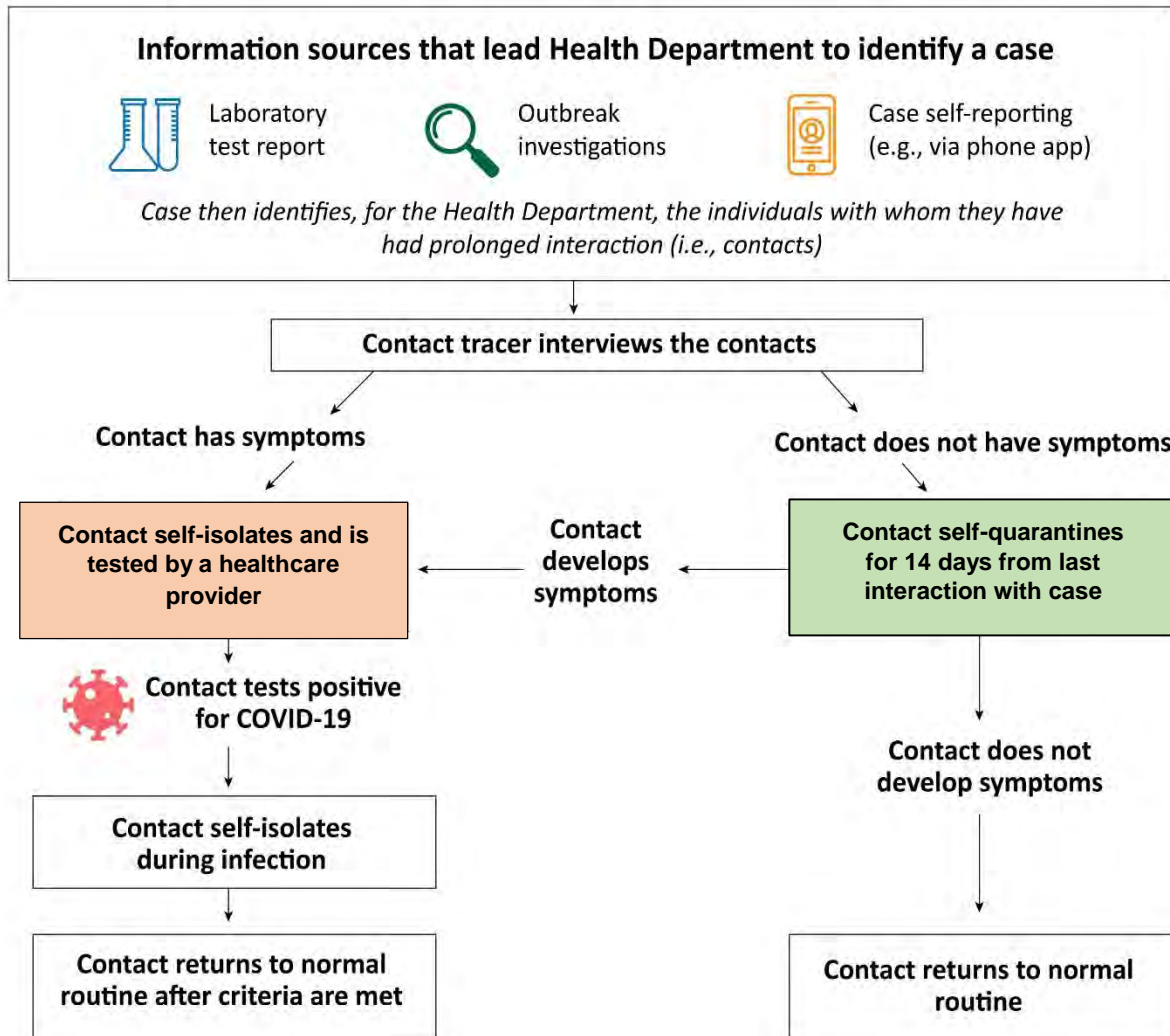 Information sources that lead Health Department to identify a case
Laboratory
test report
Outbreak
investigations
Case self-reporting
(e.g., via phone app)
Case then identifies, for the Health Department, the individuals with whom they have
had prolonged interaction (i.e., contacts)
Contact tracer interviews the contacts
Contact has symptoms
Contact does not have symptoms
Contact self-isolates and is
tested by a healthcare
provider
Contact
develops
symptoms
Contact self-quarantines
for 14 days from last
interaction with case
Contact tests positive
for COVID-19
Contact does not
develop symptoms
Contact self-isolates
during infection
Contact returns to normal
routine after criteria are met
Contact returns to normal
routine